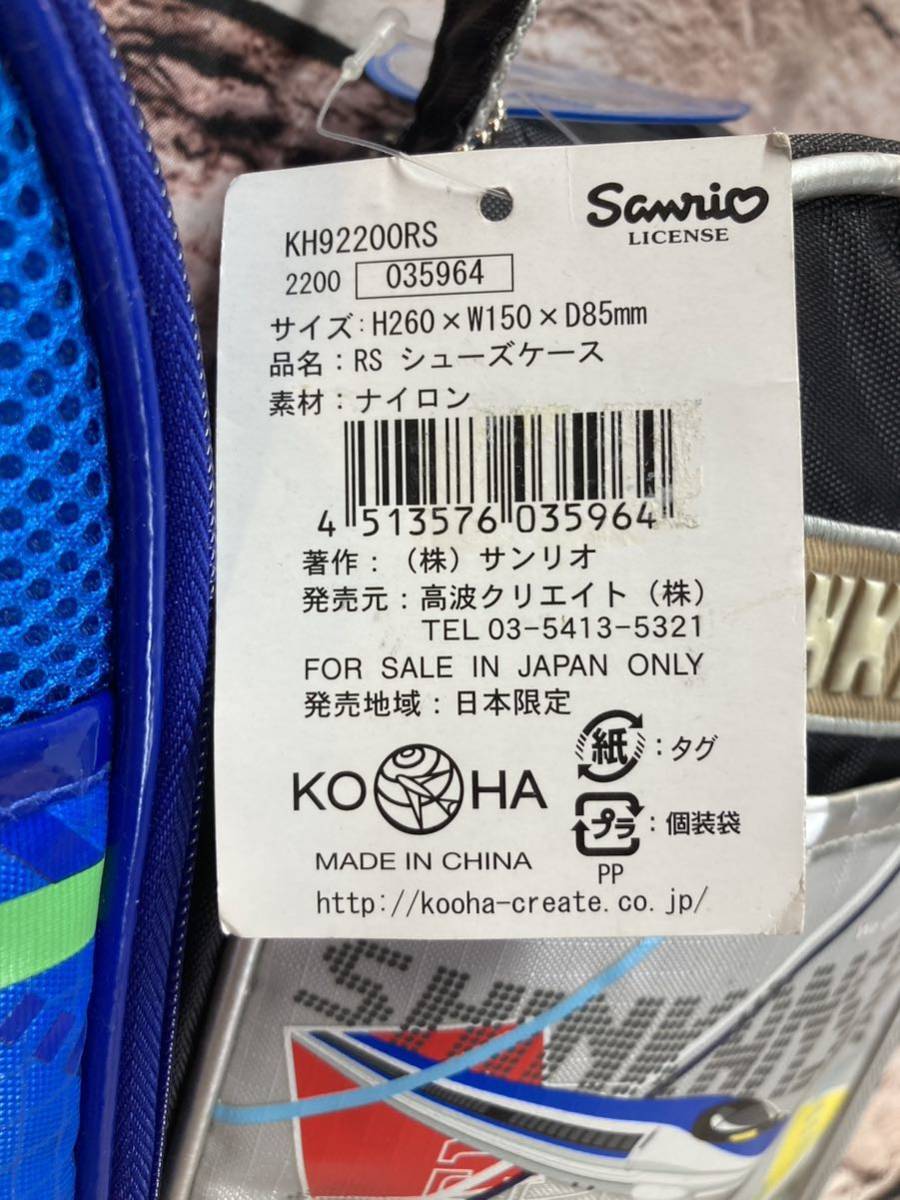 Sanrio
LICENSE
KH92200RS
2200 035964
サイズ:H260×W150×D85mm
品名:RS シューズケース
素材:ナイロン
4 513576 035964
著作:(株)サンリオ
発売元:高波クリエイト(株)
TEL 03-5413-5321
FOR SALE IN JAPAN ONLY
発売地域:日本限定
紙:タグ
KOOHA
プラ:個装袋
PP
MADE IN CHINA
http://kooha-create.co.jp/
SHINKAN